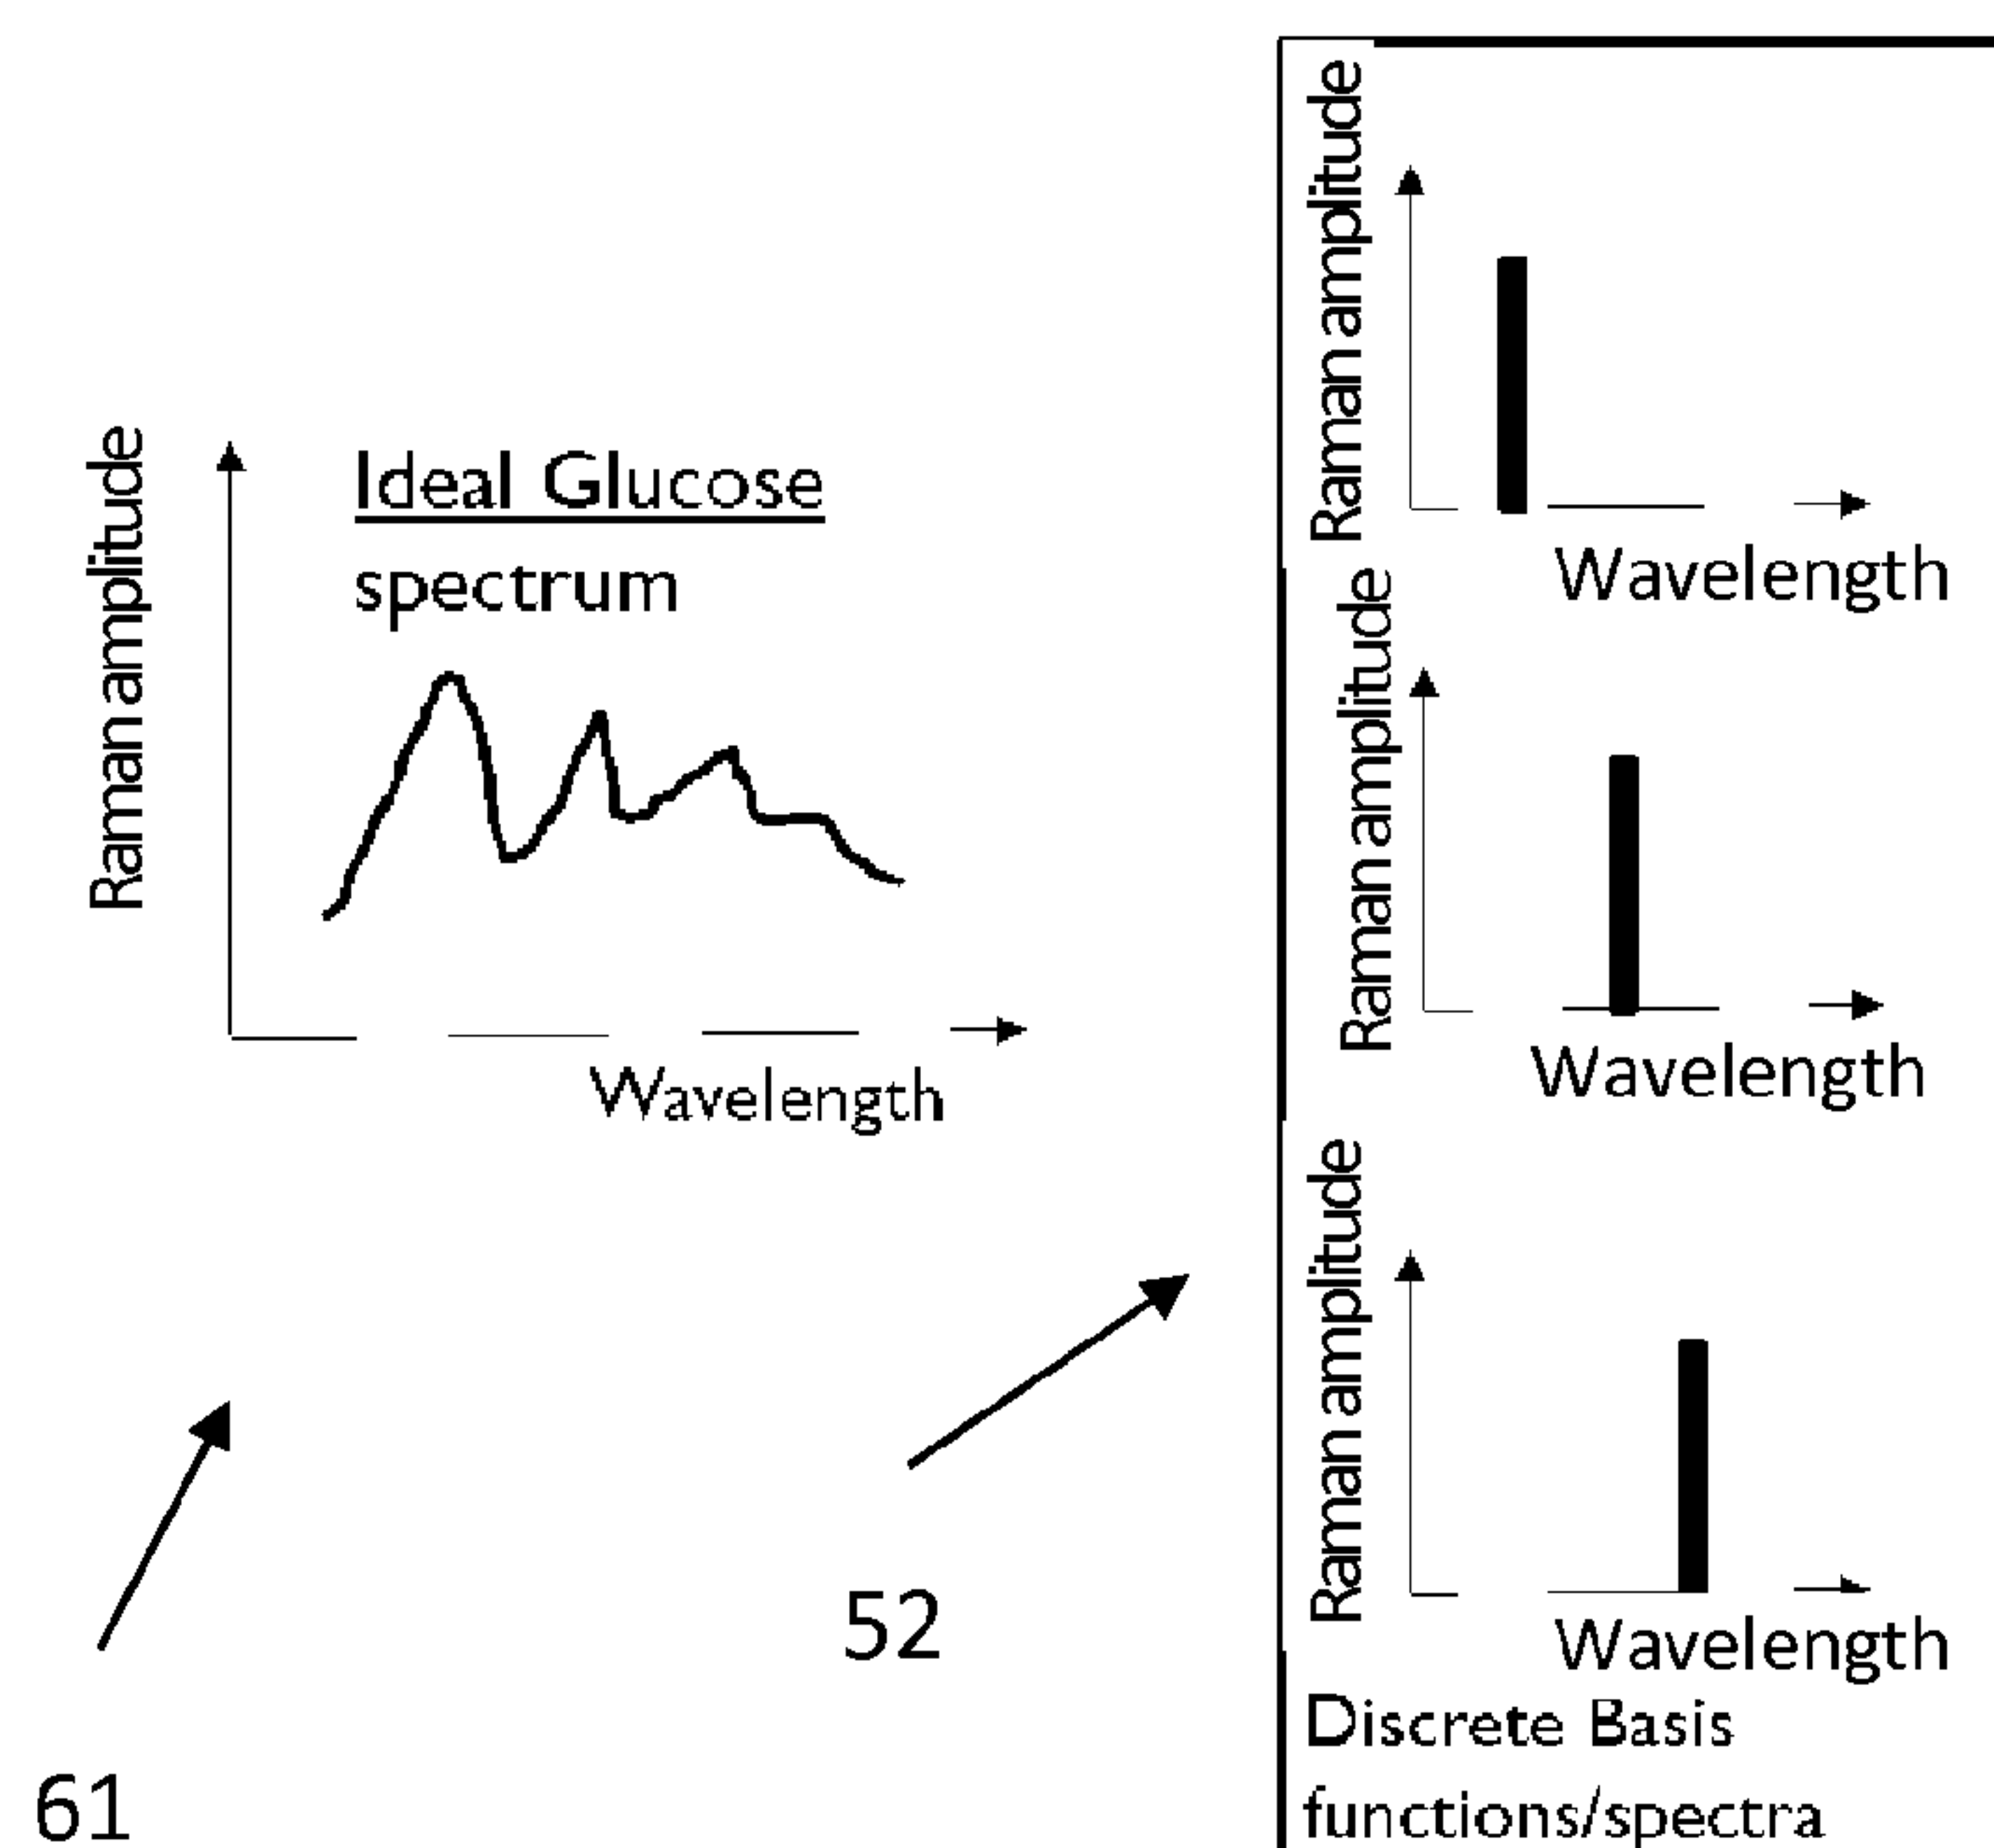 Raman amplitude
Ideal Glucose
spectrum
Wavelength
61
52
Raman amplitude
Wavelength
Raman amplitude
Wavelength
Raman amplitude
Wavelength
Discrete Basis
functions/spectra